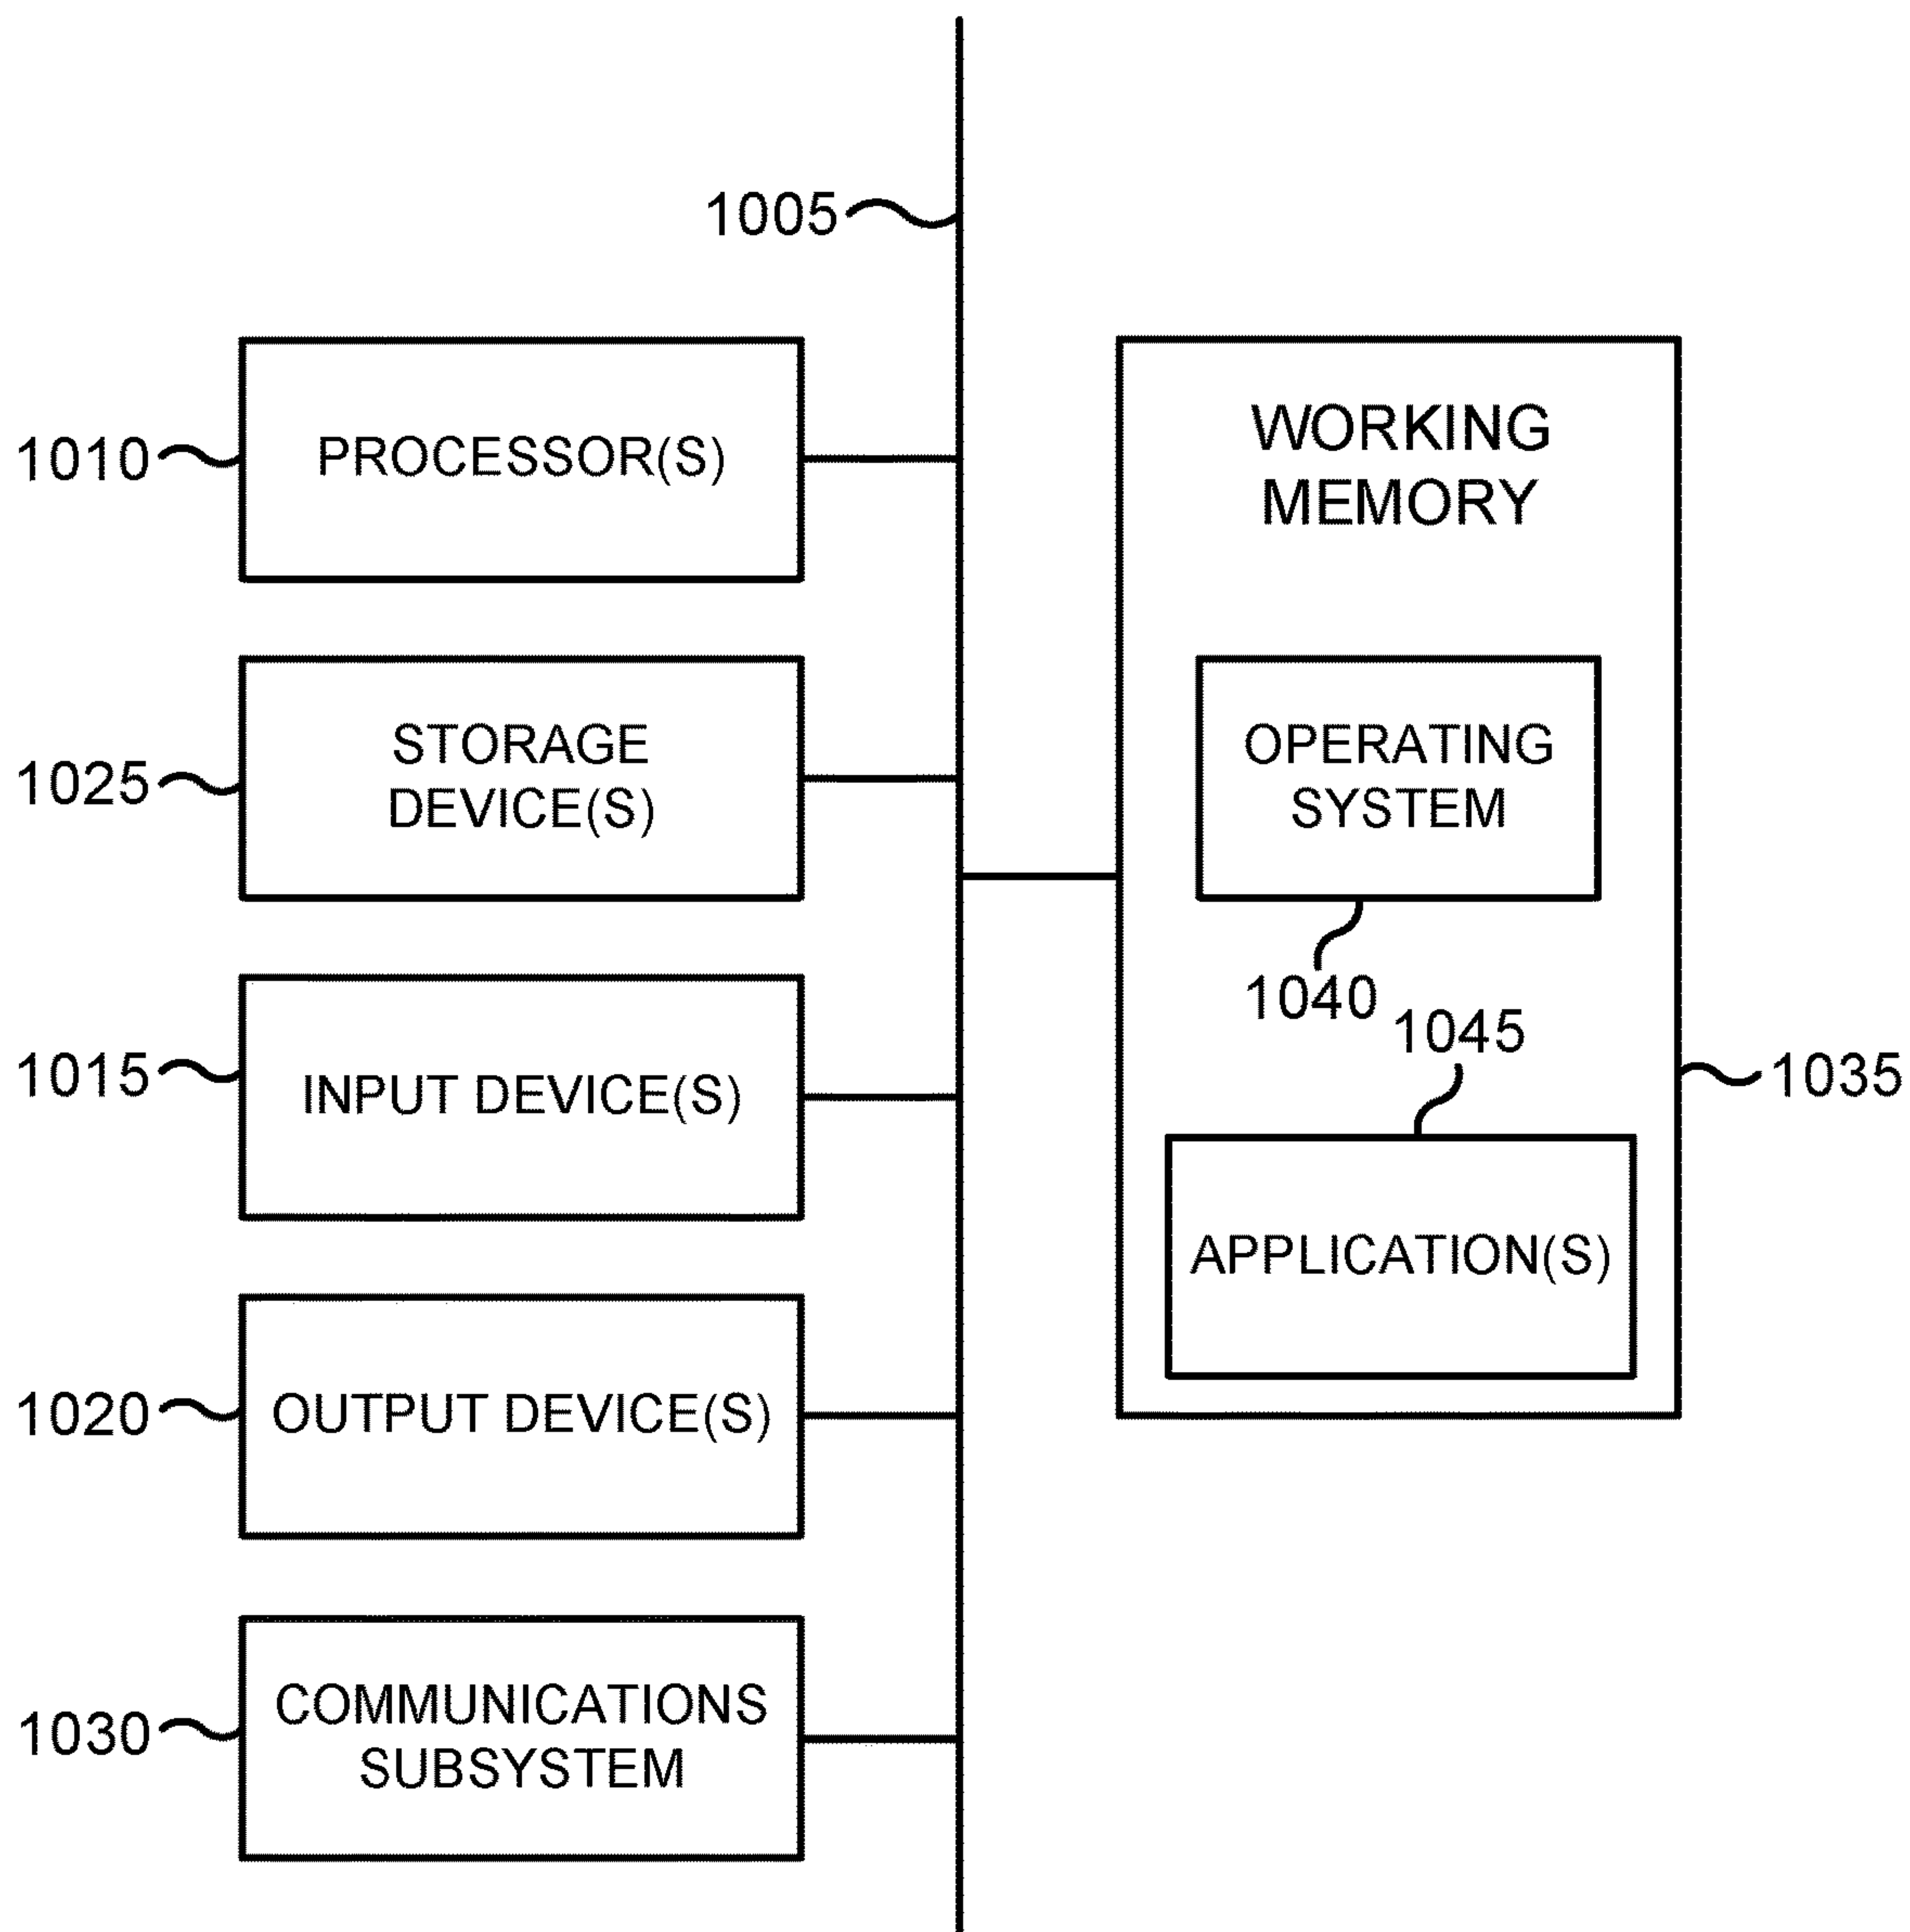 1005
1010
PROCESSOR(S)
1025
STORAGE
DEVICE(S)
1015
INPUT DEVICE(S)
1020
OUTPUT DEVICE(S)
1030
COMMUNICATIONS
SUBSYSTEM
WORKING
MEMORY
OPERATING
SYSTEM
1040
1045
APPLICATION(S)
1035